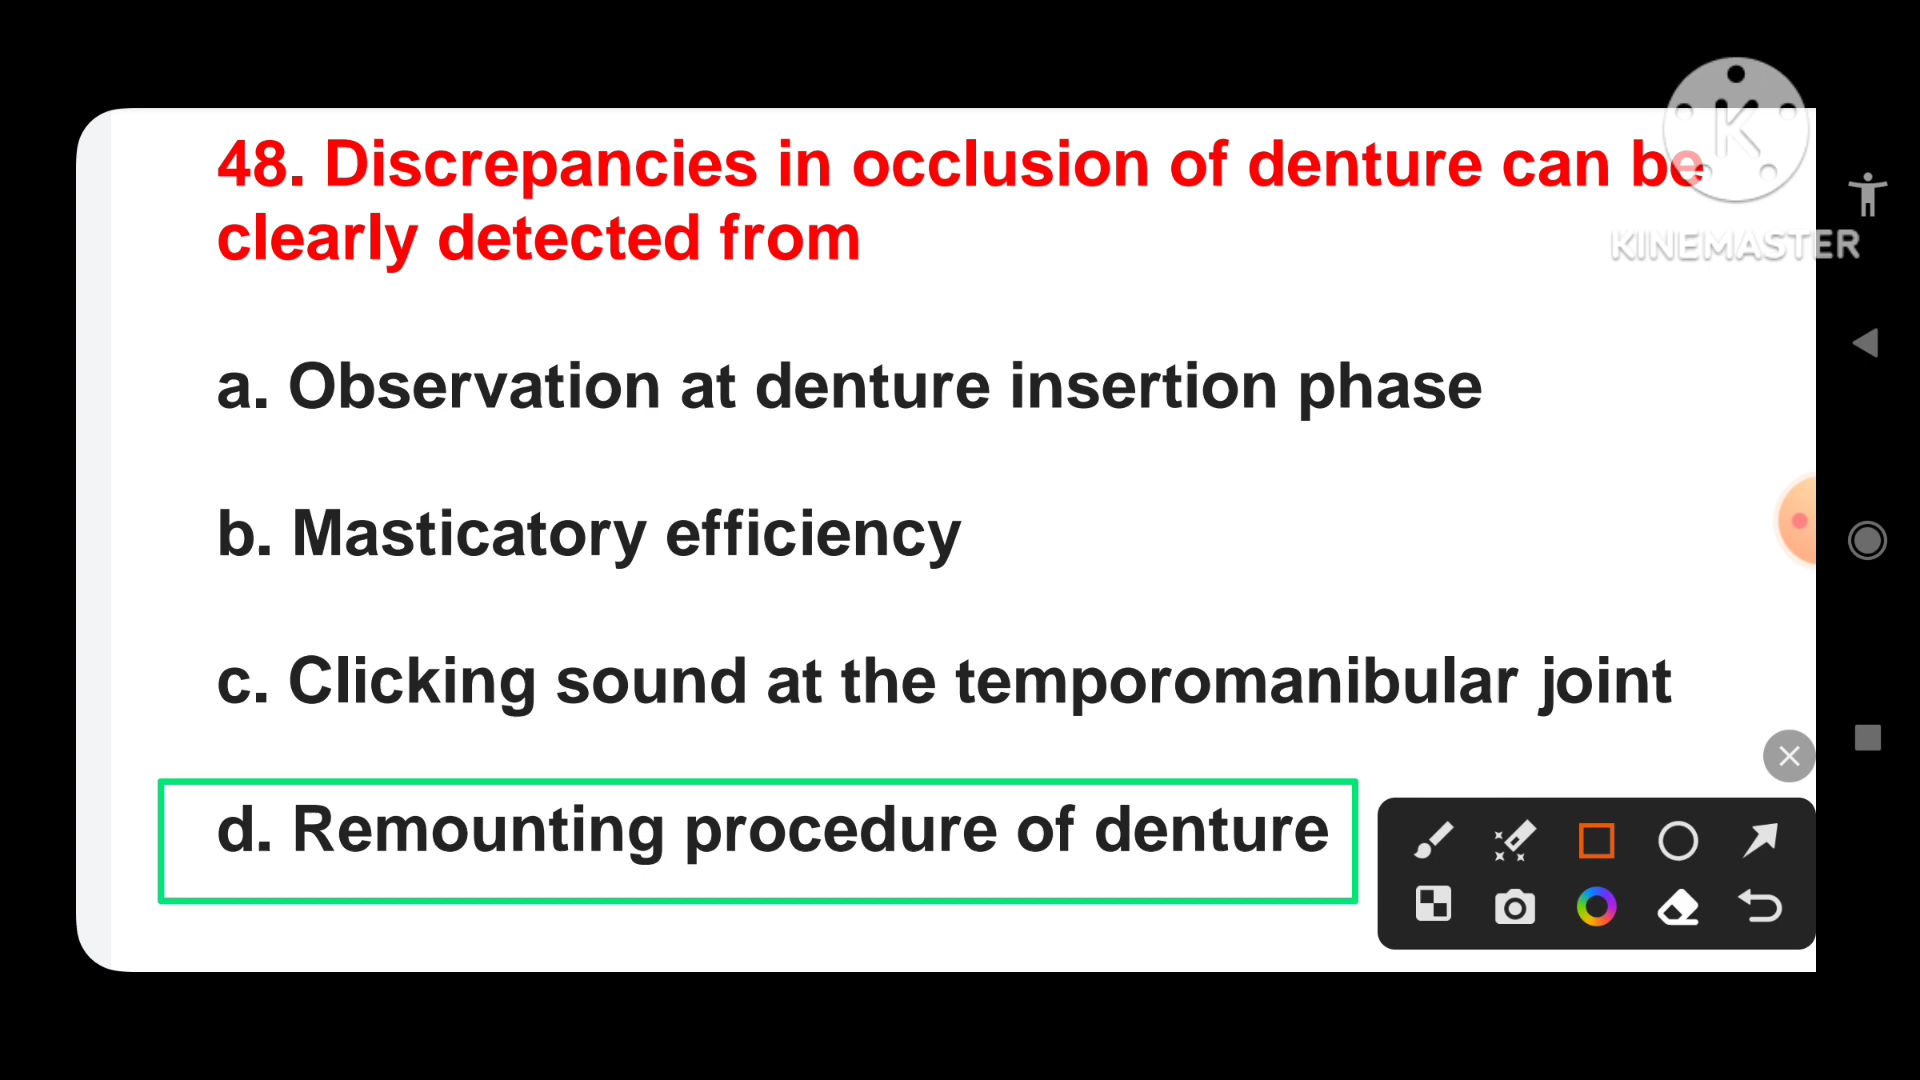 48. Discrepancies in occlusion of denture can be
clearly detected from
a. Observation at denture insertion phase
b. Masticatory efficiency
c. Clicking sound at the temporomanibular joint
d. Remounting procedure of denture
K
KINEMASTER